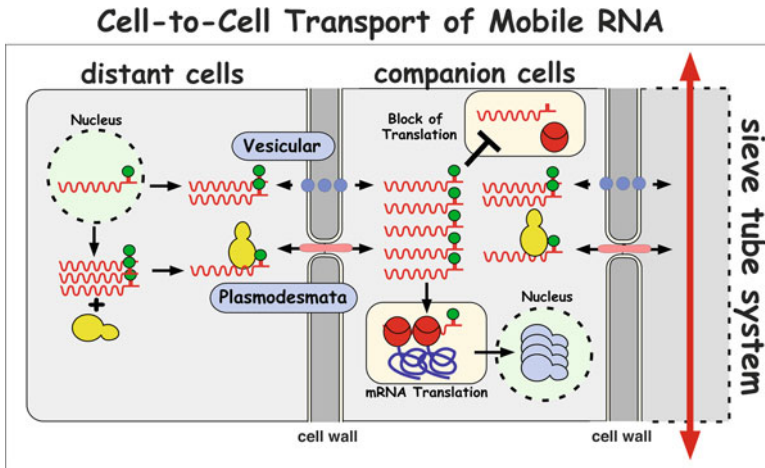 Cell-to-Cell Transport of Mobile RNA
distant cells
companion cells
Nucleus
Vesicular
Block of
Translation
Plasmodesmata
Nucleus
mRNA Translation
cell wall
cell wall
sieve tube system